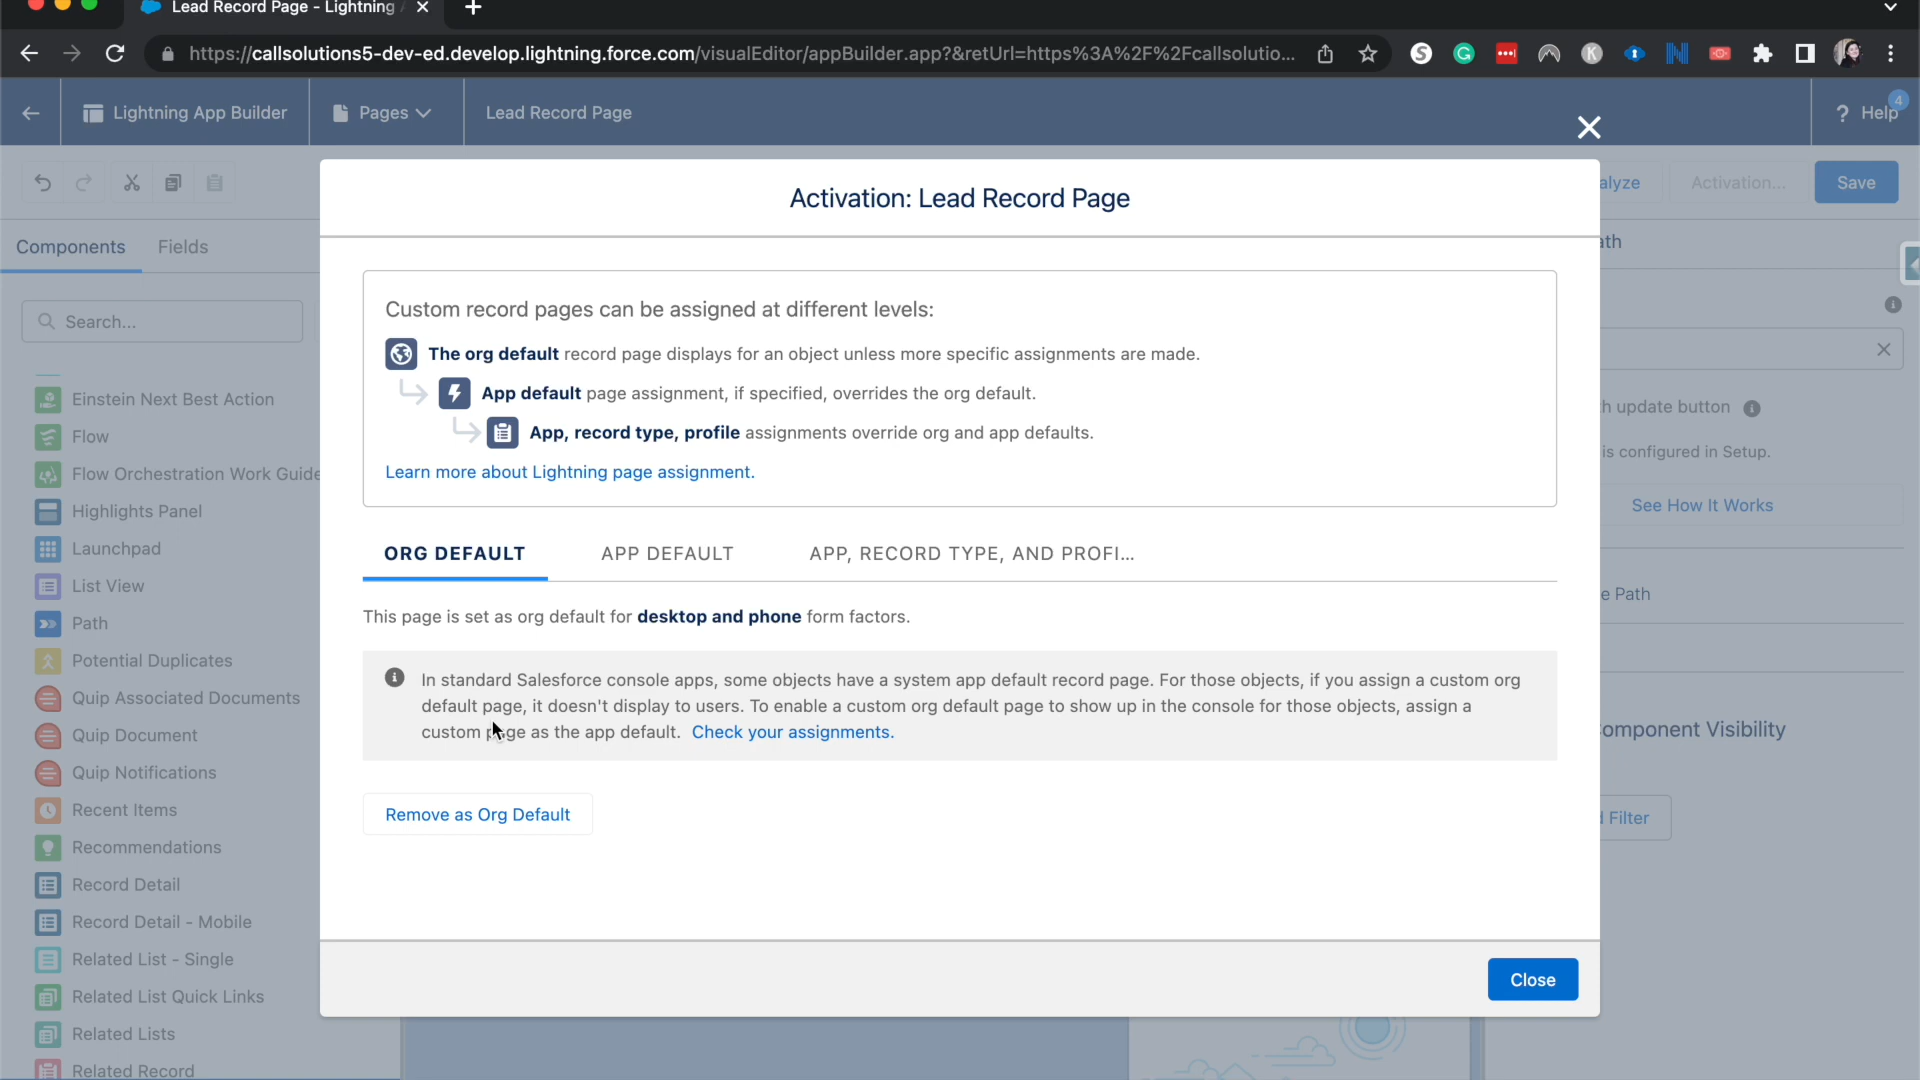 Lead Record Page - Lightning
https://callsolutions5-dev-ed.develop.lightning.force.com/visualEditor/appBuilder.app?&retUrl=https%3A%2F%2Fcallsolutio...
Lightning App Builder
Pages
Lead Record Page
? Help
4
alyze
Activation...
Save
Activation: Lead Record Page
Components
Fields
Search...
Einstein Next Best Action
Flow
Flow Orchestration Work Guide
Highlights Panel
Launchpad
List View
Path
Potential Duplicates
Quip Associated Documents
Quip Document
Quip Notifications
Recent Items
Recommendations
Record Detail
Record Detail - Mobile
Related List - Single
Related List Quick Links
Related Lists
Related Record
Custom record pages can be assigned at different levels:
The org default record page displays for an object unless more specific assignments are made.
App default page assignment, if specified, overrides the org default.
App, record type, profile assignments override org and app defaults.
Learn more about Lightning page assignment.
ORG DEFAULT
APP DEFAULT
APP, RECORD TYPE, AND PROFI...
This page is set as org default for desktop and phone form factors.
In standard Salesforce console apps, some objects have a system app default record page. For those objects, if you assign a custom org
default page, it doesn't display to users. To enable a custom org default page to show up in the console for those objects, assign a
custom page as the app default. Check your assignments.
Remove as Org Default
Close
ath
h update button
is configured in Setup.
See How It Works
e Path
omponent Visibility
Filter